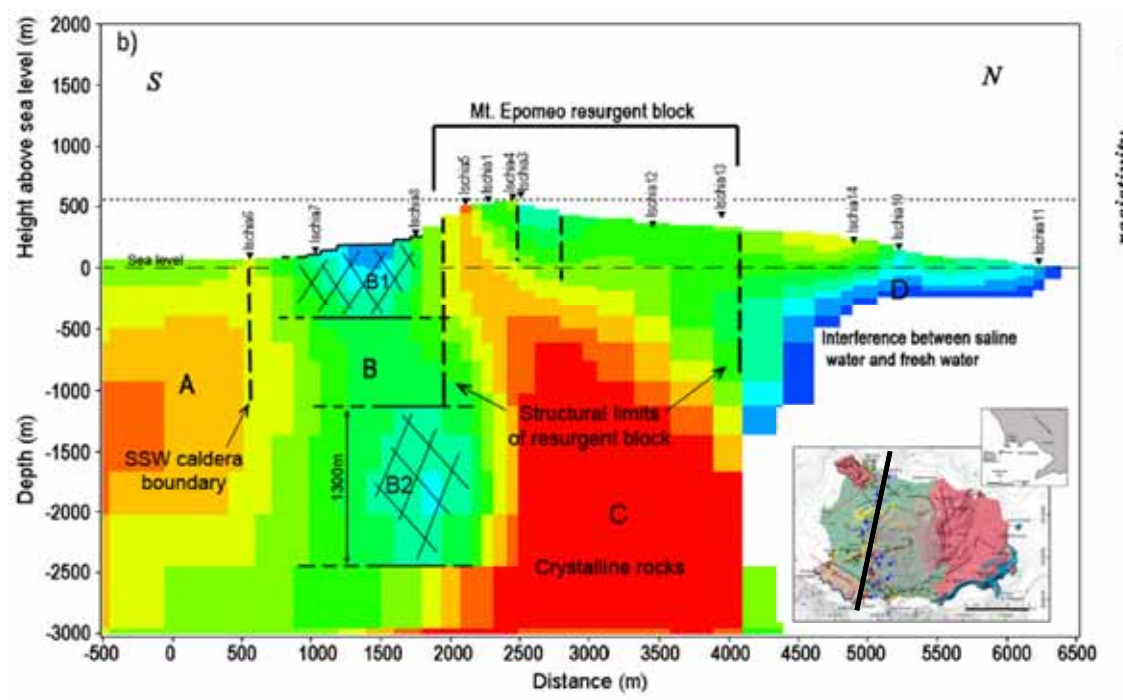 b)
S
N
Mt. Epomeo resurgent block
Height above sea level (m)
Depth (m)
2000
1500
1000
500
0
-500
-1000
-1500
-2000
-2500
-3000
Ischia6
Ischia7
Ischia8
Ischia5
Ischia1
Ischia4
Ischia3
Ischia12
Ischia13
Ischia14
Ischia10
Ischia11
Sea level
B1
D
Interference between saline
water and fresh water
A
B
Structural limits
of resurgent block
SSW caldera
boundary
1300m
B2
C
Crystalline rocks
-500
0
500
1000
1500
2000
2500
3000
3500
4000
4500
5000
5500
6000
6500
Distance (m)